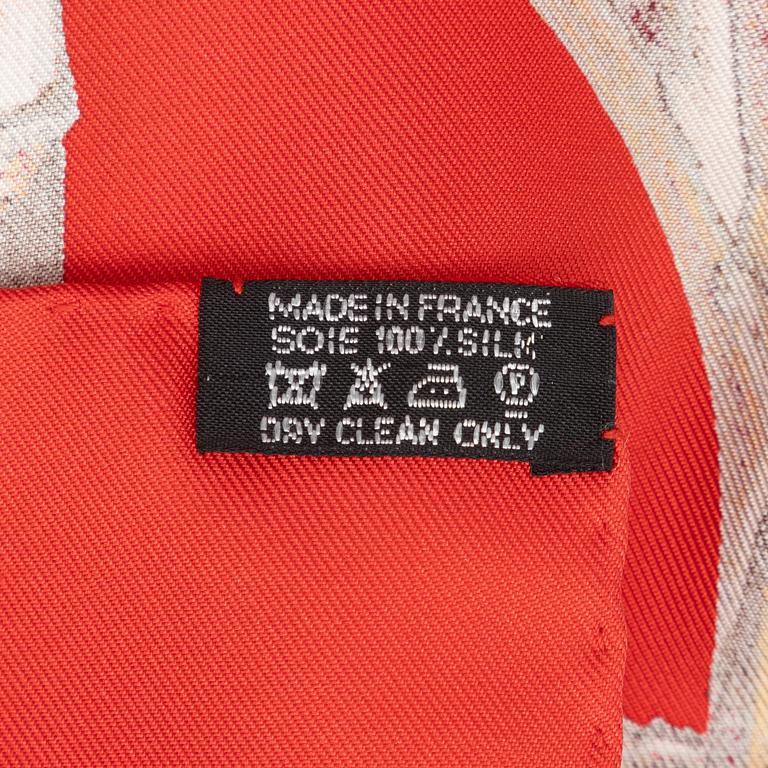 MADE IN FRANCE
SOIE 100% SILK
P
DRY CLEAN ONLY